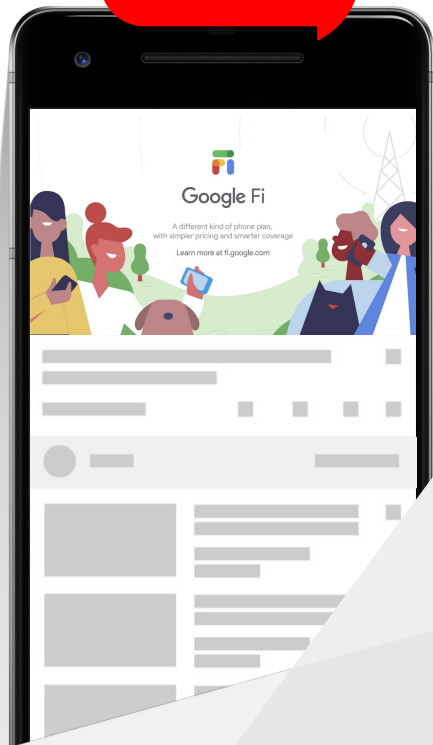 Google Fi
A different kind of phone plan,
with simpler pricing and smarter coverage
Learn more at fi.google.com